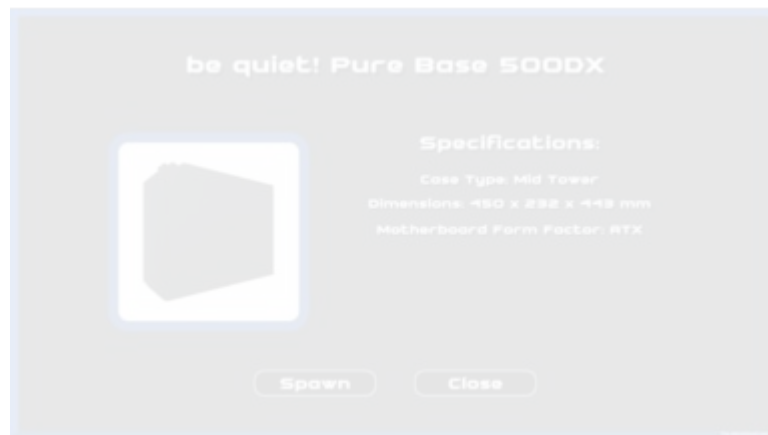 be quiet! Pure Base 500DX
Specifications:
Case Type: Mid Tower
Dimensions: 450 x 232 x 443 mm
Motherboard Form Factor: ATX
Spawn
Close